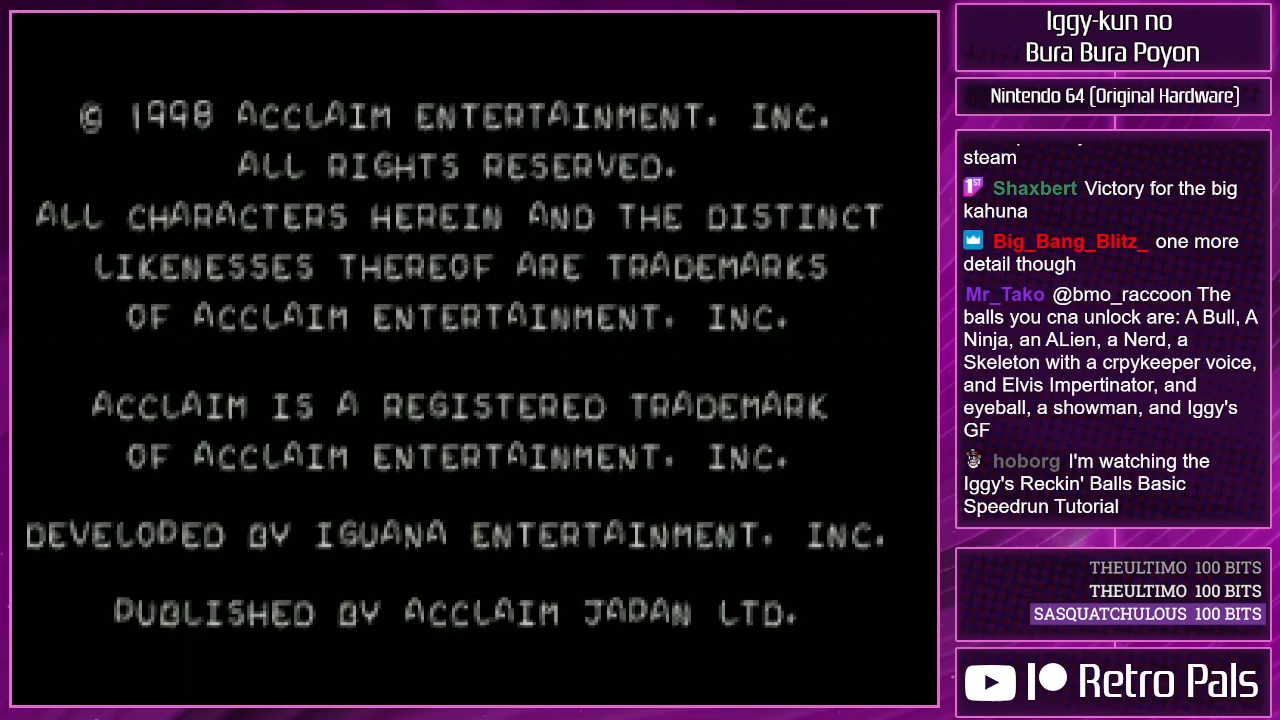 © 1998 ACCLAIM ENTERTAINMENT. INC.
ALL RIGHTS RESERVED.
ALL CHARACTERS HEREIN AND THE DISTINCT
LIKENESSES THEREOF ARE TRADEMARKS
OF ACCLAIM ENTERTAINMENT. INC.
ACCLAIM IS A REGISTERED TRADEMARK
OF ACCLAIM ENTERTAINMENT. INC.
DEVELOPED BY IGUANA ENTERTAINMENT. INC.
PUBLISHED BY ACCLAIM JAPAN LTD.
Iggy-kun no
Bura Bura Poyon
Nintendo 64 (Original Hardware)
steam
1ST Shaxbert Victory for the big
kahuna
Big_Bang_Blitz_ one more
detail though
Mr_Tako @bmo_raccoon The
balls you cna unlock are: A Bull, A
Ninja, an ALien, a Nerd, a
Skeleton with a crpykeeper voice,
and Elvis Impertinator, and
eyeball, a showman, and Iggy's
GF
hoborg I'm watching the
Iggy's Reckin' Balls Basic
Speedrun Tutorial
THEULTIMO 100 BITS
THEULTIMO 100 BITS
SASQUATCHULOUS 100 BITS
Retro Pals